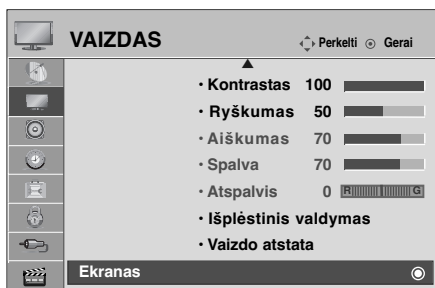 VAIZDAS Perkelti Gerai
• Kontrastas 100
• Ryškumas 50
• Aiškumas 70
• Spalva 70
• Atspalvis 0 R G
• Išplėstinis valdymas
• Vaizdo atstata
Ekranas